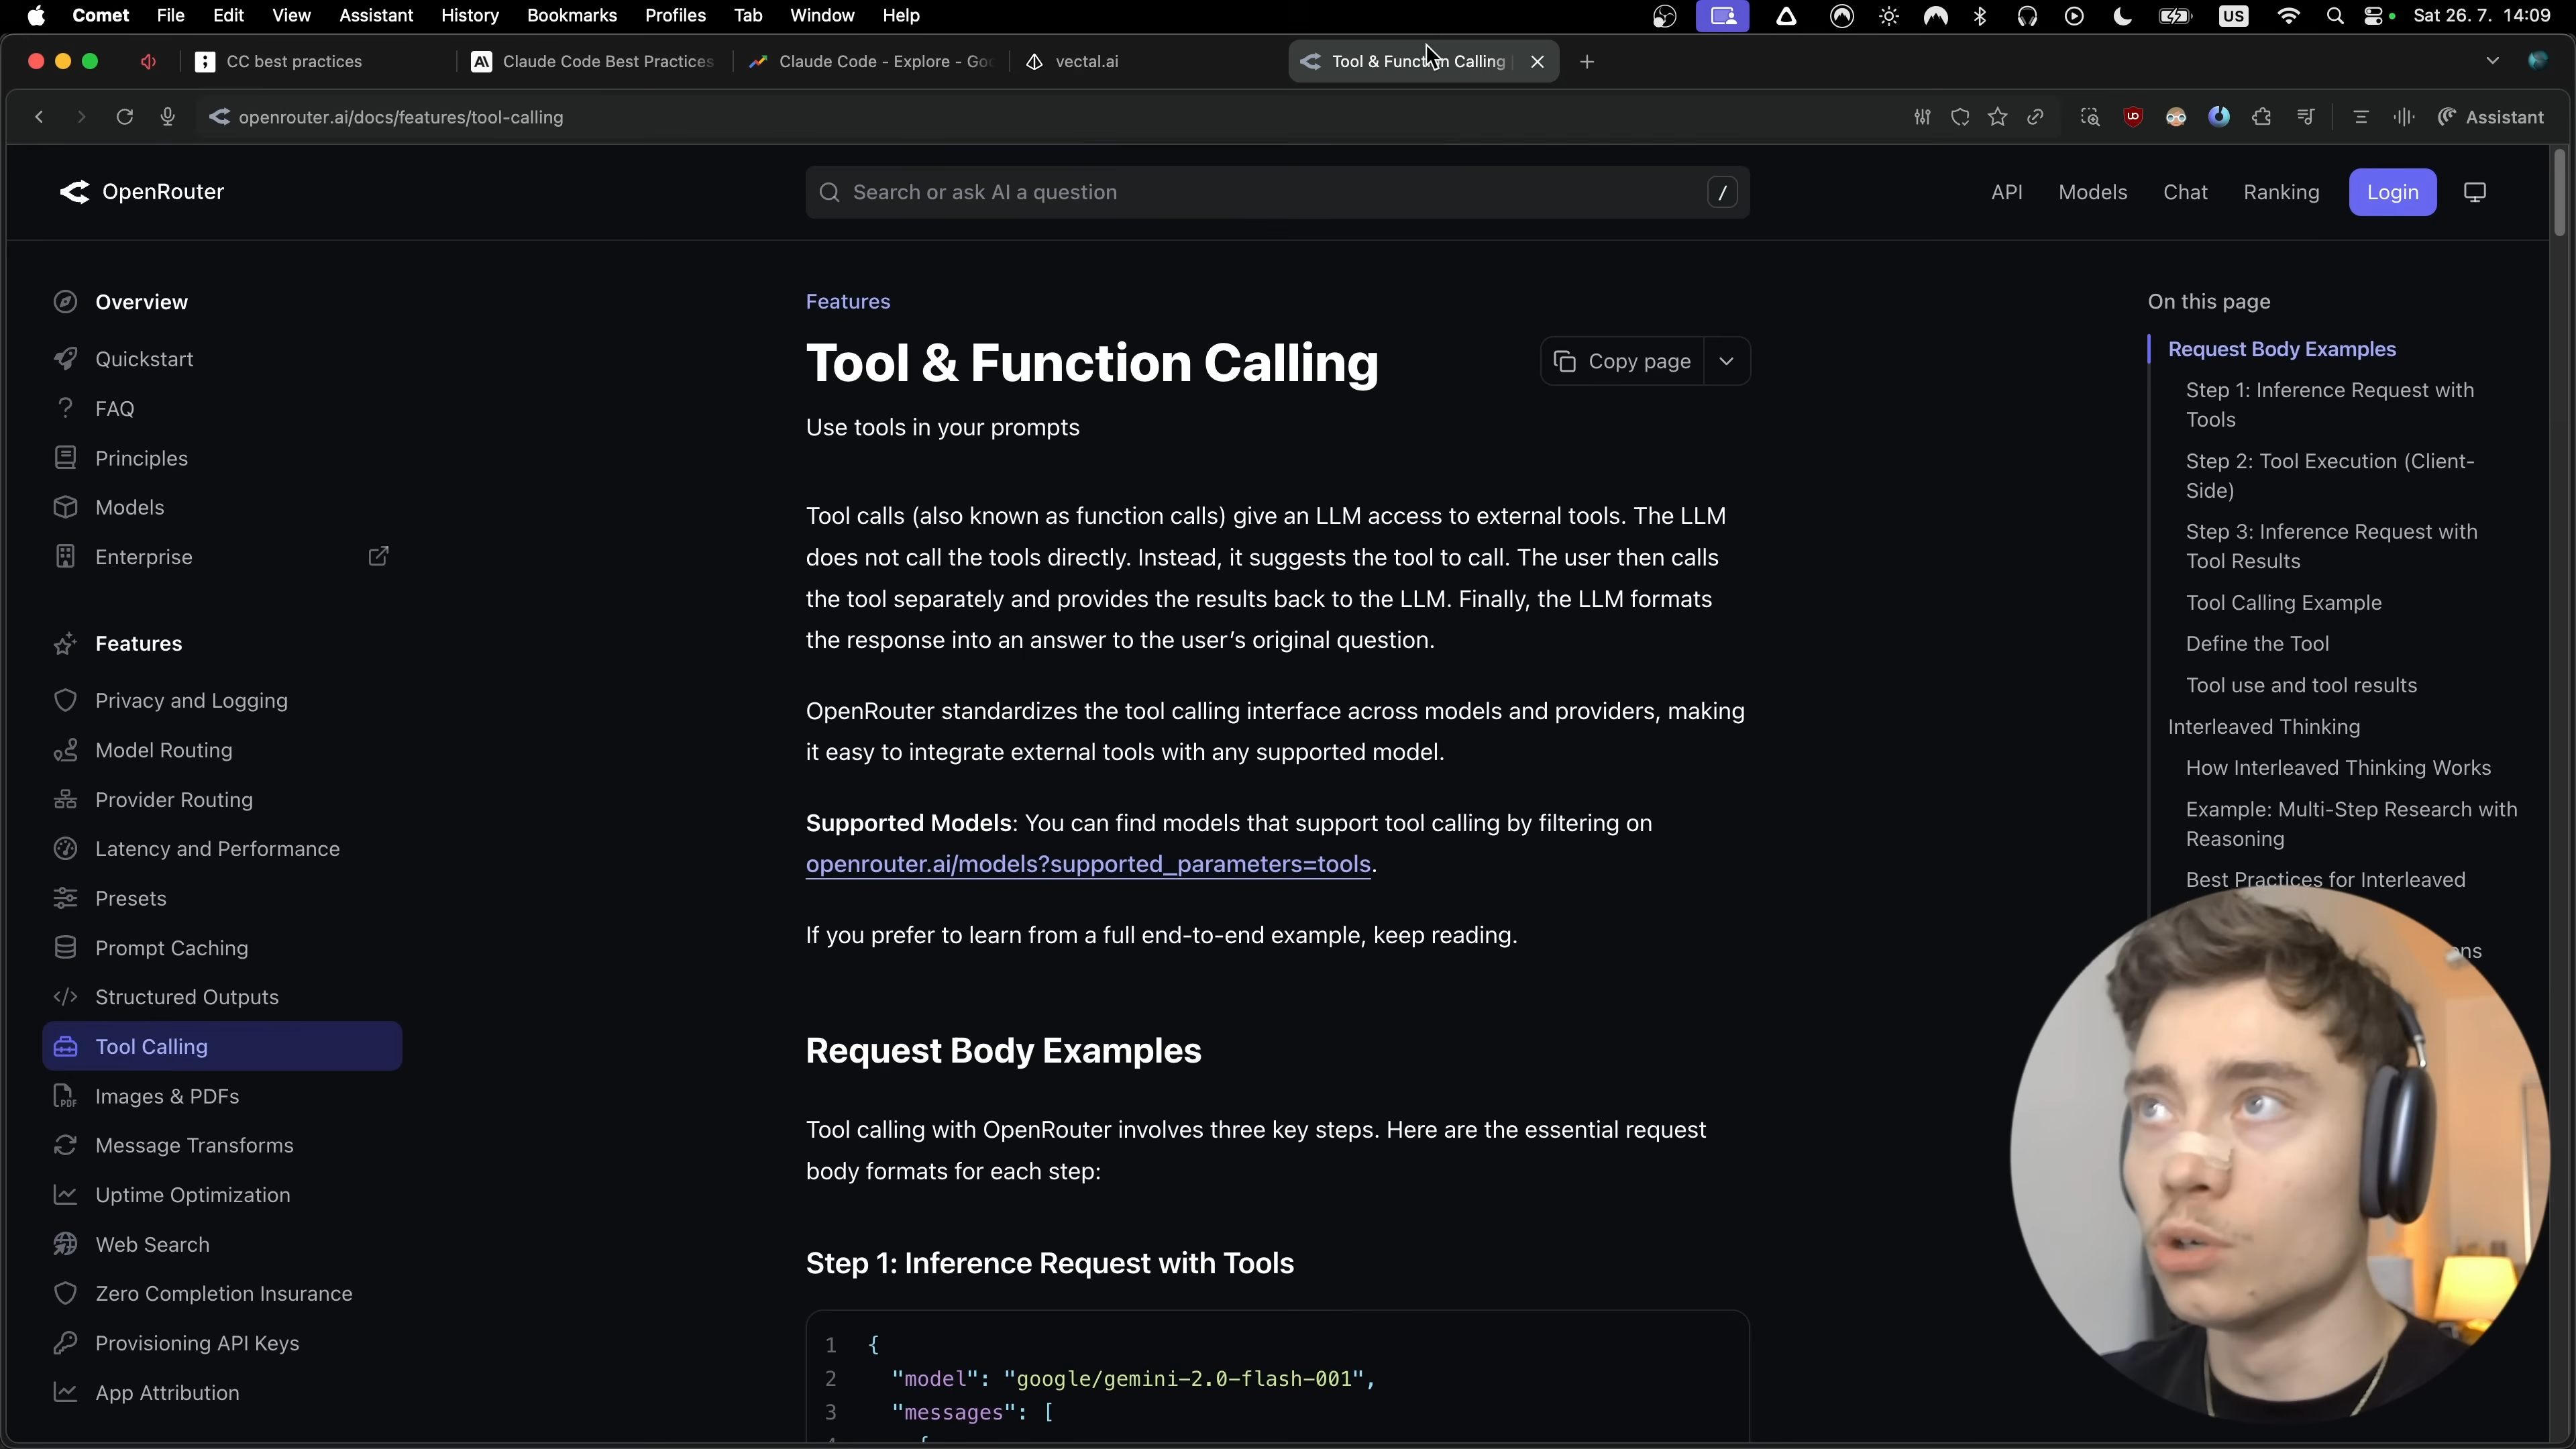 Comet File Edit View Assistant History Bookmarks Profiles Tab Window Help
US Sat 26. 7. 14:09
CC best practices
Claude Code Best Practices
Claude Code - Explore - Goo
vectal.ai
Tool & Function Calling
openrouter.ai/docs/features/tool-calling
Assistant
OpenRouter
Search or ask AI a question
/
API
Models
Chat
Ranking
Login
Overview
Quickstart
FAQ
Principles
Models
Enterprise
Features
Privacy and Logging
Model Routing
Provider Routing
Latency and Performance
Presets
Prompt Caching
Structured Outputs
Tool Calling
Images & PDFs
Message Transforms
Uptime Optimization
Web Search
Zero Completion Insurance
Provisioning API Keys
App Attribution
Features
Tool & Function Calling
Copy page
Use tools in your prompts
Tool calls (also known as function calls) give an LLM access to external tools. The LLM
does not call the tools directly. Instead, it suggests the tool to call. The user then calls
the tool separately and provides the results back to the LLM. Finally, the LLM formats
the response into an answer to the user's original question.
OpenRouter standardizes the tool calling interface across models and providers, making
it easy to integrate external tools with any supported model.
Supported Models: You can find models that support tool calling by filtering on
openrouter.ai/models?supported_parameters=tools.
If you prefer to learn from a full end-to-end example, keep reading.
Request Body Examples
Tool calling with OpenRouter involves three key steps. Here are the essential request
body formats for each step:
Step 1: Inference Request with Tools
1 {
2 "model": "google/gemini-2.0-flash-001",
3 "messages": [
On this page
Request Body Examples
Step 1: Inference Request with
Tools
Step 2: Tool Execution (Client-
Side)
Step 3: Inference Request with
Tool Results
Tool Calling Example
Define the Tool
Tool use and tool results
Interleaved Thinking
How Interleaved Thinking Works
Example: Multi-Step Research with
Reasoning
Best Practices for Interleaved